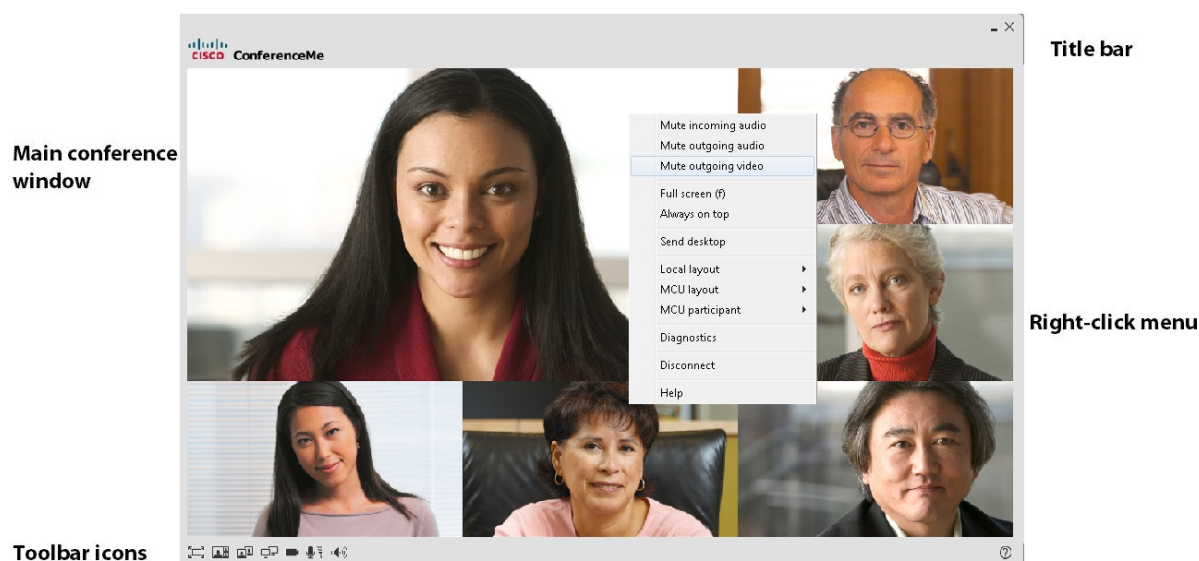 CISCO ConferenceMe
Title bar
Main conference
window
Mute incoming audio
Mute outgoing audio
Mute outgoing video
Full screen (f)
Always on top
Send desktop
Local layout
MCU layout
MCU participant
Diagnostics
Disconnect
Help
Right-click menu
Toolbar icons